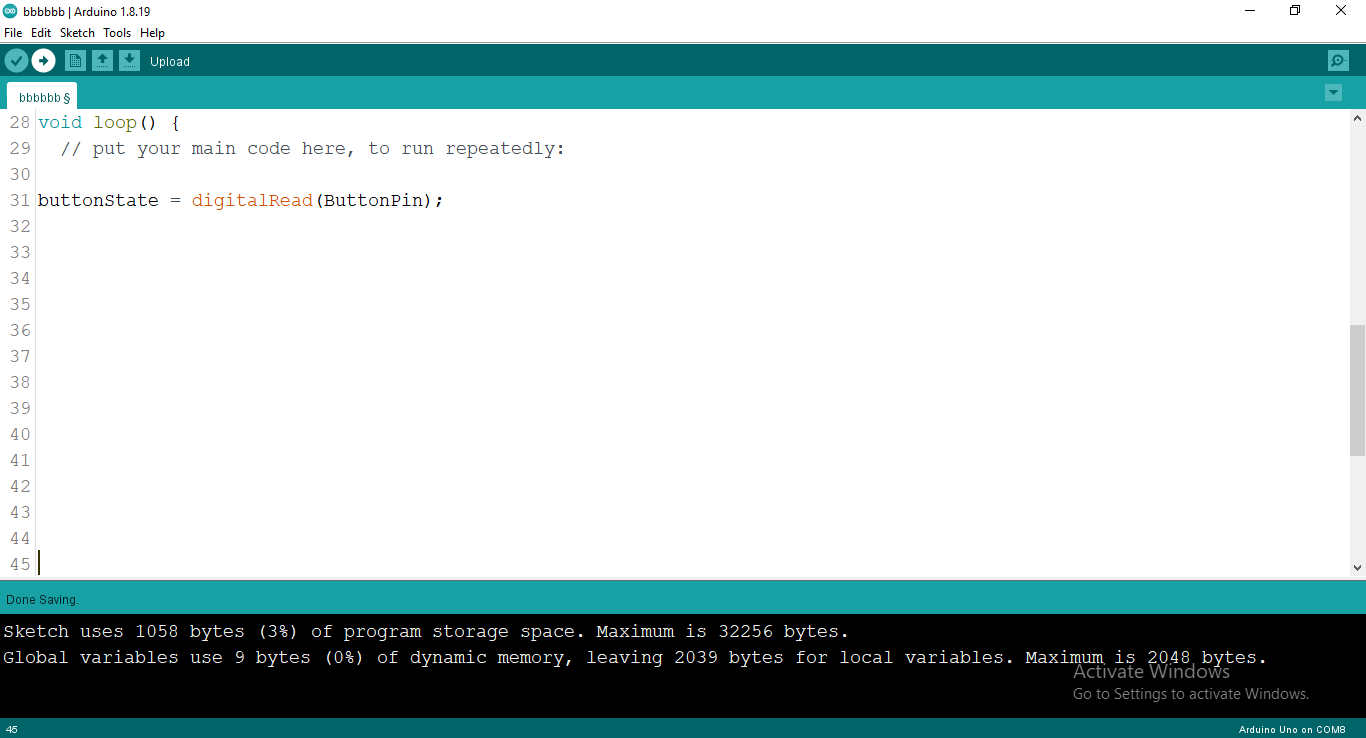 bbbbbb | Arduino 1.8.19
File Edit Sketch Tools Help
Upload
bbbbbb §
28 void loop() {
29 // put your main code here, to run repeatedly:
30
31 buttonState = digitalRead(ButtonPin);
32
33
34
35
36
37
38
39
40
41
42
43
44
45
Done Saving.
Sketch uses 1058 bytes (3%) of program storage space. Maximum is 32256 bytes.
Global variables use 9 bytes (0%) of dynamic memory, leaving 2039 bytes for local variables. Maximum is 2048 bytes.
Activate Windows
Go to Settings to activate Windows.
45 Arduino Uno on COM8